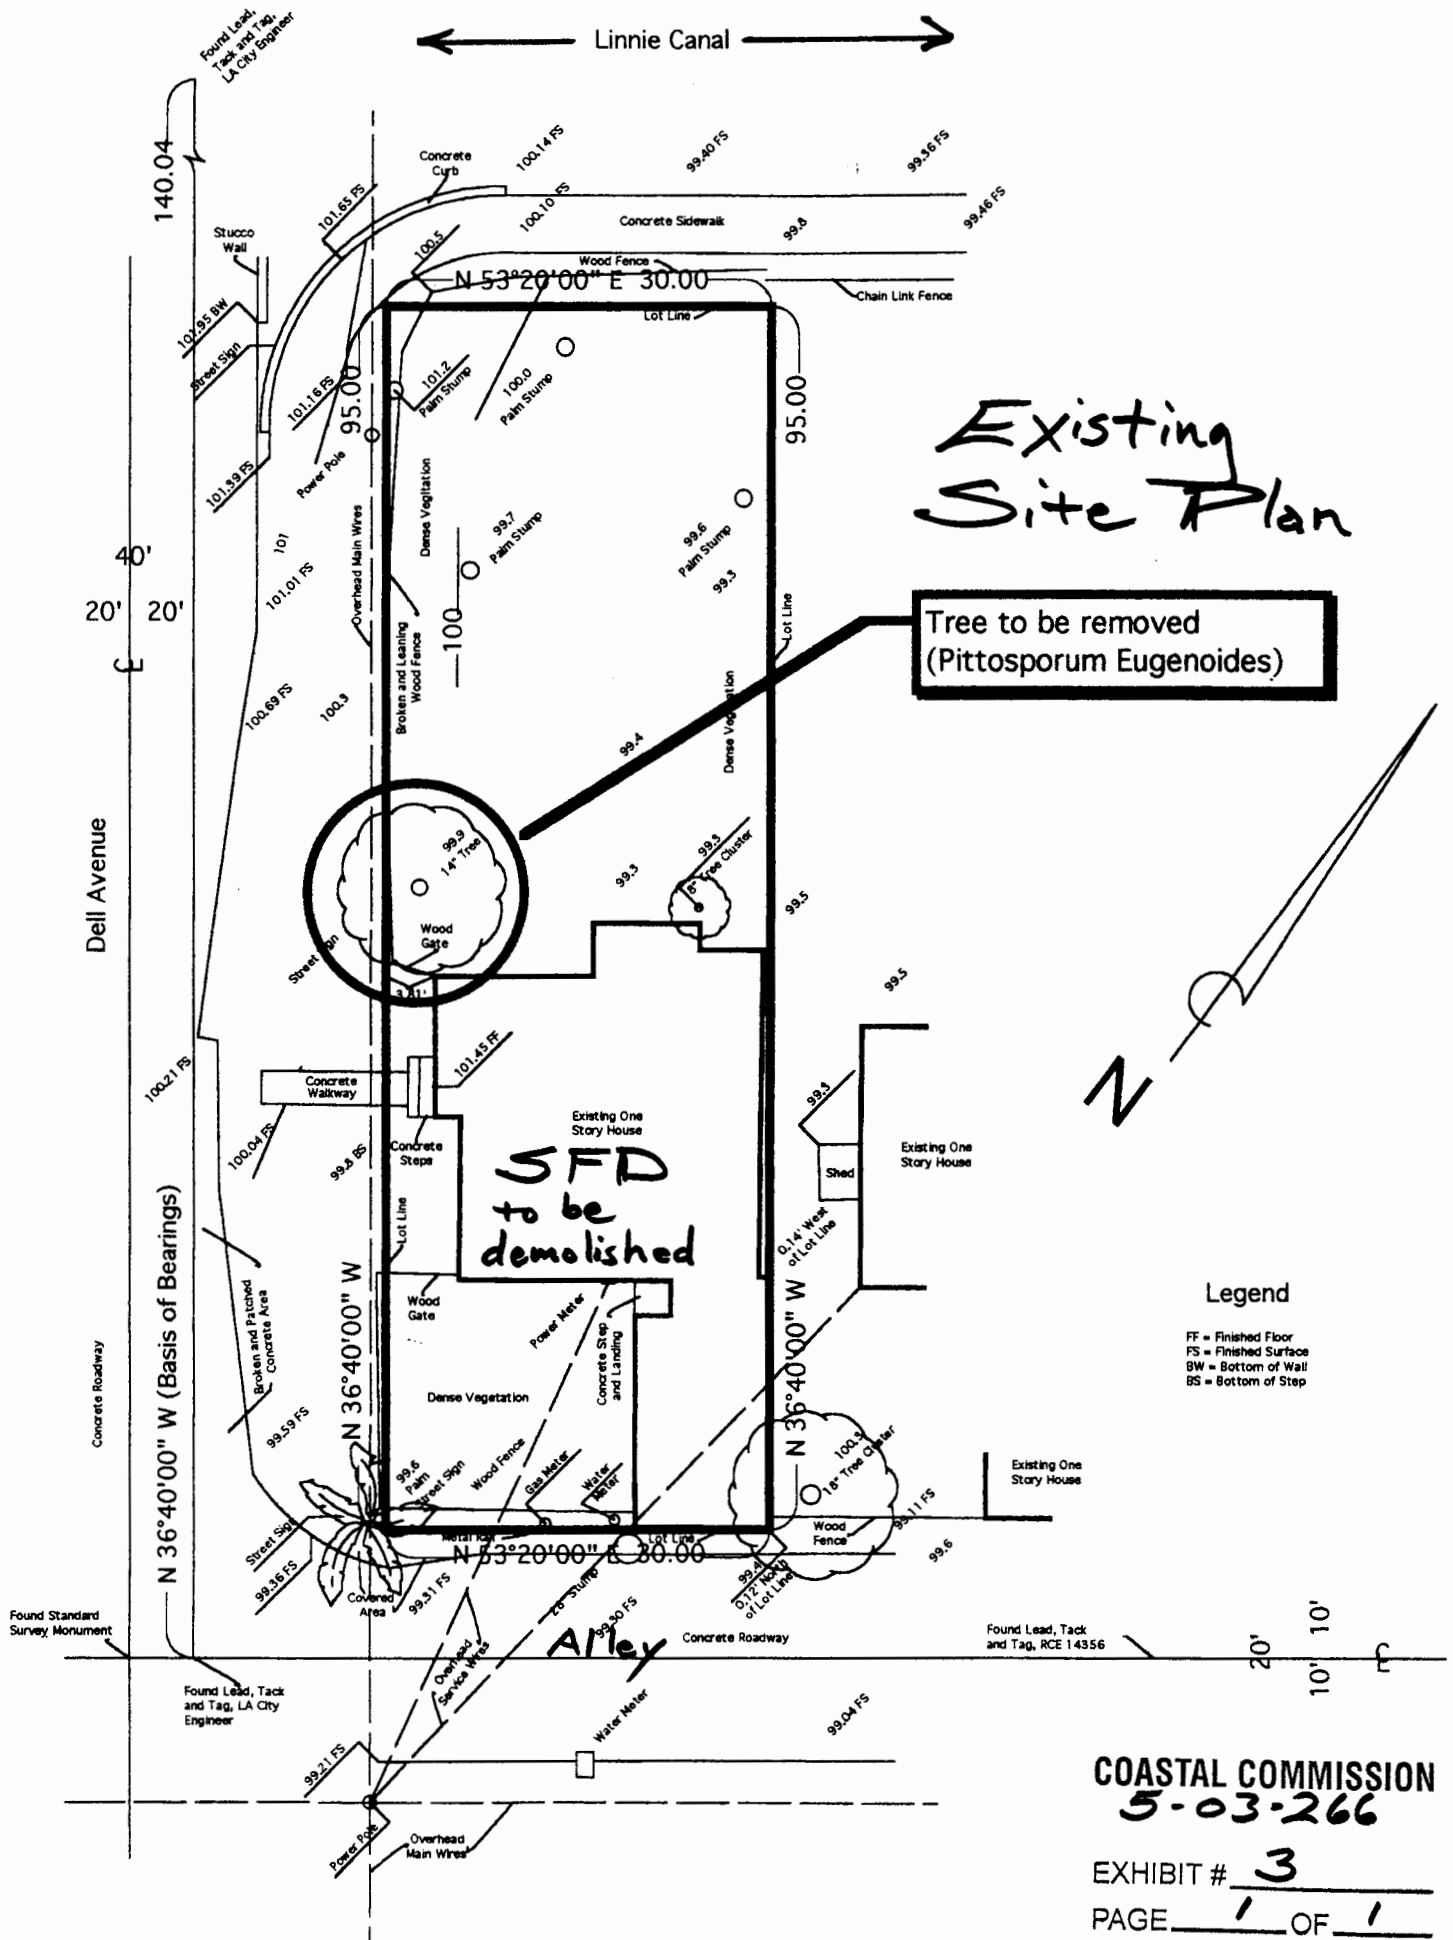 Found Lead,
Tack and Tag,
LA City Engineer
Linnie Canal
140.04
Concrete
Curb
100.14 FS
99.40 FS
99.36 FS
101.65 FS
100.10 FS
Concrete Sidewalk
99.8
99.46 FS
Stucco
Wall
100.5
Wood Fence
N 53°20'00" E 30.00
Chain Link Fence
Lot Line
101.95 BW
Street Sign
101.16 FS
95.00
101.2
Palm Stump
100.0
Palm Stump
95.00
Existing
Site Plan
101.39 FS
Power Pole
Dense Vegitation
99.7
Palm Stump
99.6
Palm Stump
99.3
101
101.01 FS
Overhead Main Wires
40'
20' 20'
Broken and Leaning
Wood Fence
100
Lot Line
Tree to be removed
(Pittosporum Eugenoides)
100.69 FS
100.3
99.4
Dense Vegetation
Dell Avenue
99.9
14" Tree
99.3
99.3
18" Tree Cluster
99.5
Wood
Gate
Street Sign
3.81'
99.5
100.21 FS
Concrete
Walkway
101.45 FF
100.04 FS
99.8 BS
Concrete
Steps
Existing One
Story House
SFD
to be
demolished
99.3
Shed
Existing One
Story House
0.14' West
of Lot Line
Lot Line
N 36°40'00" W (Basis of Bearings)
Concrete Roadway
Broken and Patched
Concrete Area
N 36°40'00" W
Wood
Gate
Power Meter
Concrete Step
and Landing
N 36°40'00" W
N
Legend
FF = Finished Floor
FS = Finished Surface
BW = Bottom of Wall
BS = Bottom of Step
Dense Vegetation
99.59 FS
99.6
Palm
Street Sign
Wood Fence
Gas Meter
Water
Meter
100.3
18" Tree Cluster
Existing One
Story House
99.11 FS
Wood
Fence
99.6
Street Sign
99.36 FS
Metal Rail
Lot Line
N 53°20'00" E 30.00
99.4
0.12' North
of Lot Line
Covered
Area
99.31 FS
28" Stump
99.30 FS
Alley
Concrete Roadway
Found Standard
Survey Monument
Found Lead, Tack
and Tag, RCE 14356
20'
10'
10'
Overhead
Service Wires
Found Lead, Tack
and Tag, LA City
Engineer
Water Meter
99.04 FS
99.21 FS
Power Pole
Overhead
Main Wires
COASTAL COMMISSION
5-03-266
EXHIBIT # 3
PAGE 1 OF 1